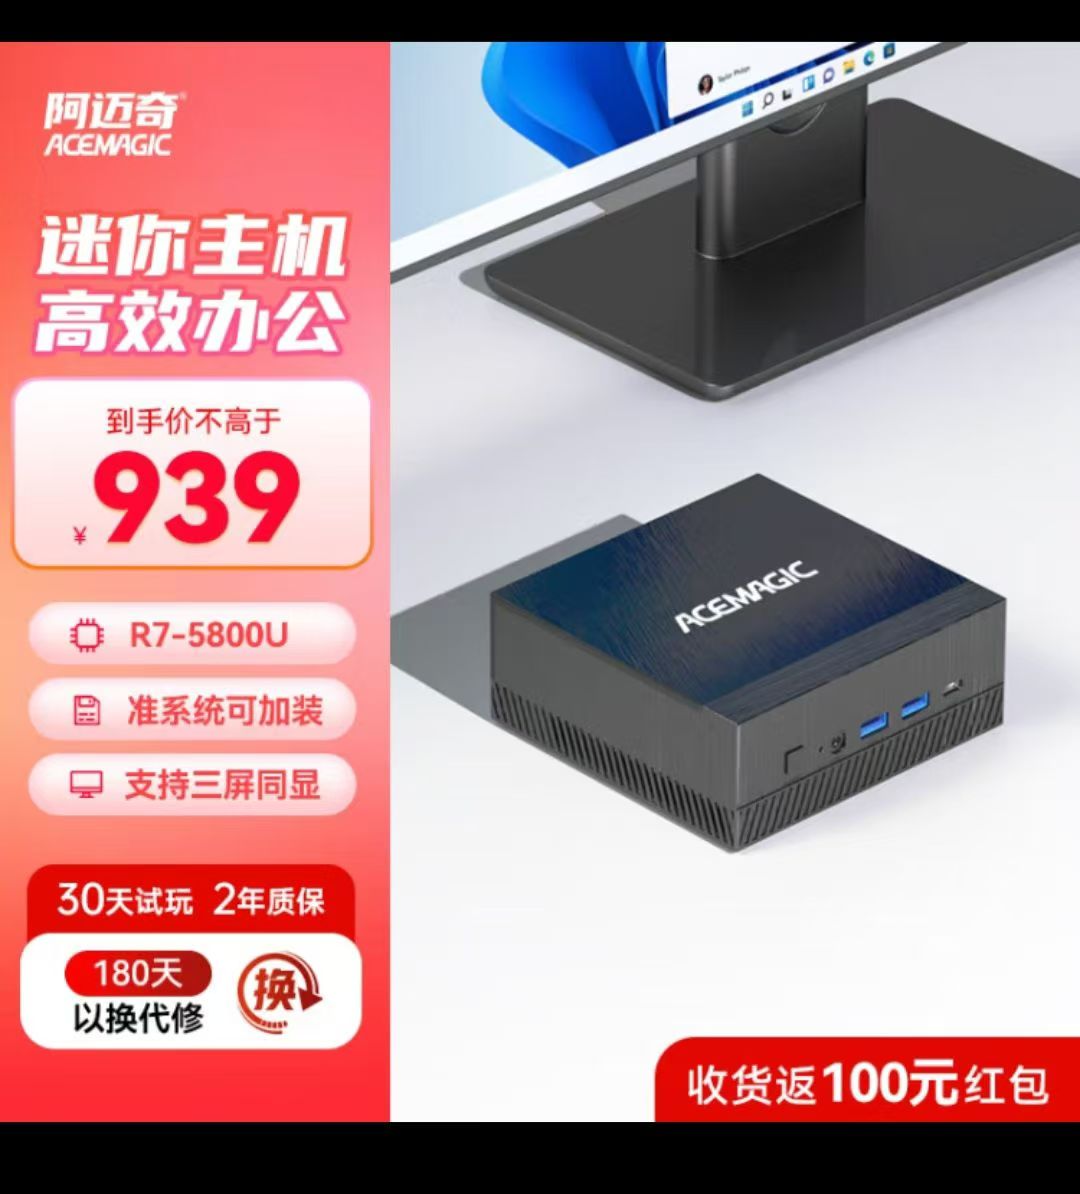 阿迈奇®
ACEMAGIC
迷你主机
高效办公
到手价不高于
¥939
R7-5800U
准系统可加装
支持三屏同显
30天试玩 2年质保
180天
以换代修
换
Taylor Philips
ACEMAGIC
收货返100元红包